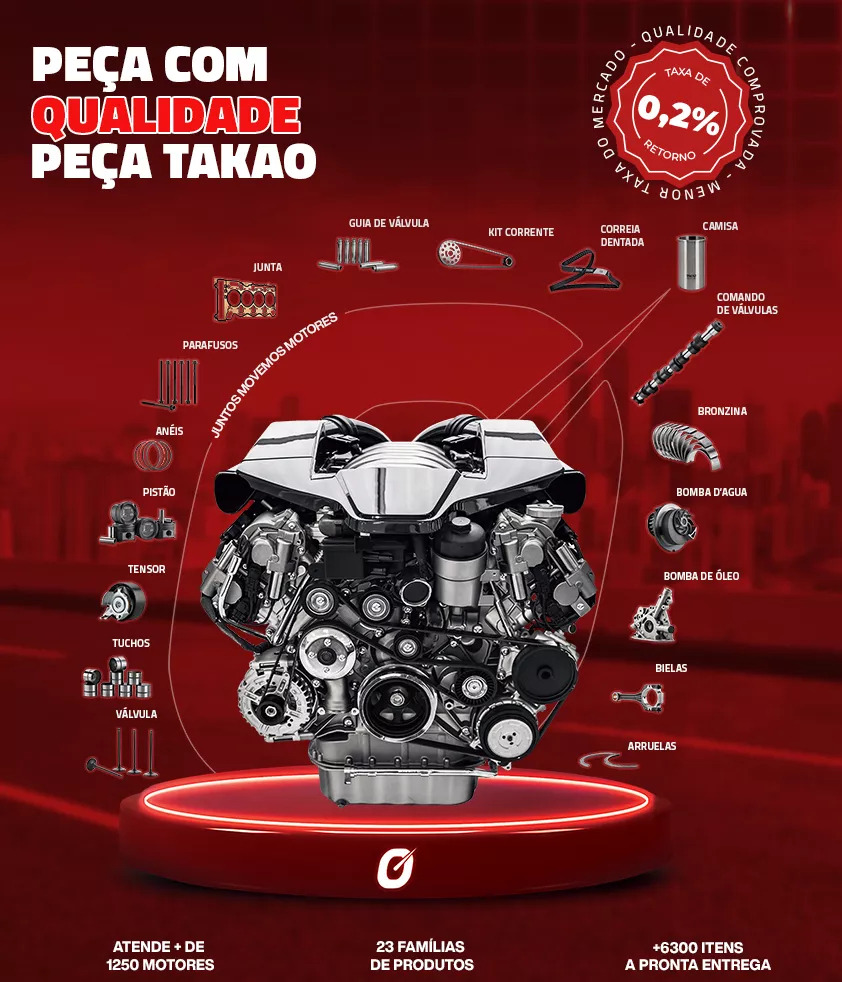 PEÇA COM
QUALIDADE
PEÇA TAKAO
QUALIDADE COMPROVADA - MENOR TAXA DO MERCADO -
TAXA DE
0,2%
RETORNO
GUIA DE VÁLVULA
KIT CORRENTE
CORREIA
DENTADA
CAMISA
JUNTA
COMANDO
DE VÁLVULAS
JUNTOS MOVEMOS MOTORES
PARAFUSOS
BRONZINA
ANÉIS
PISTÃO
BOMBA D'AGUA
TENSOR
BOMBA DE ÓLEO
TUCHOS
BIELAS
VÁLVULA
ARRUELAS
ATENDE + DE
1250 MOTORES
23 FAMÍLIAS
DE PRODUTOS
+6300 ITENS
A PRONTA ENTREGA